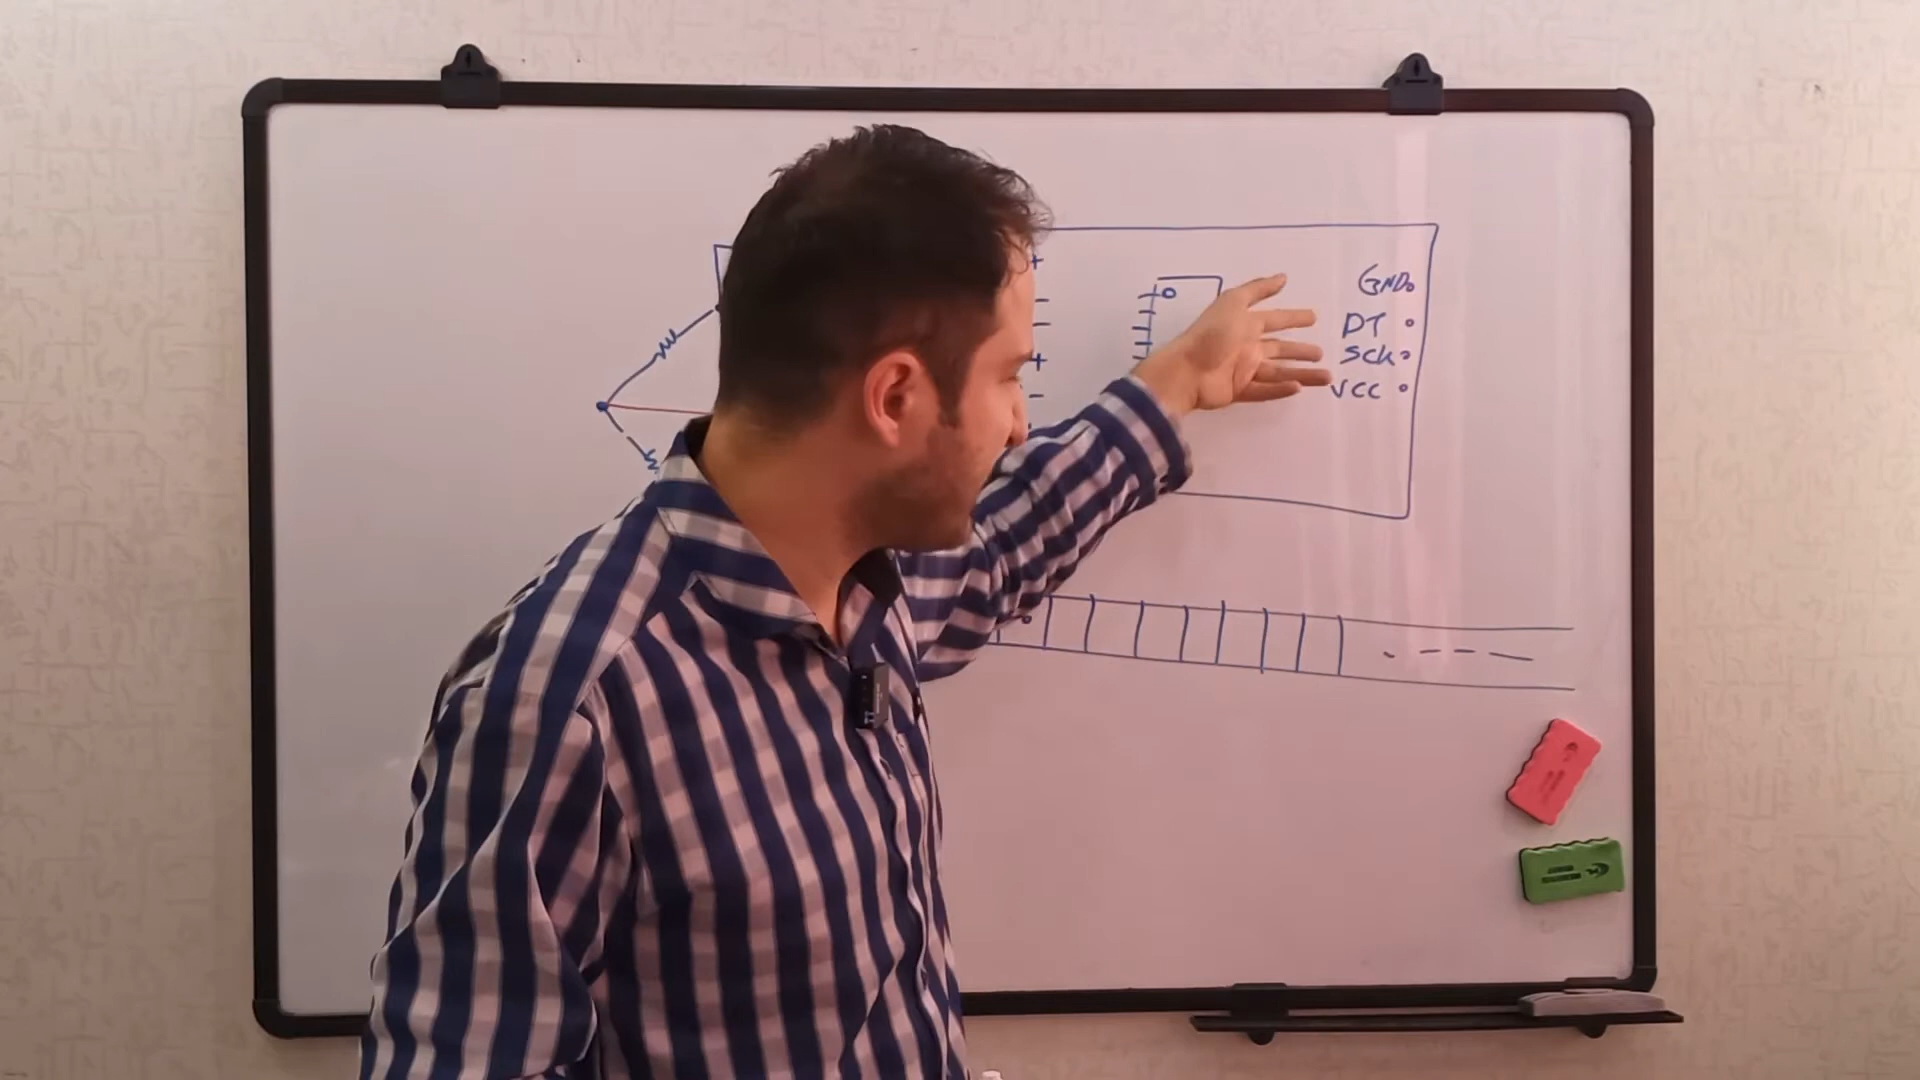 +
-
-
+
-
GND
DT
SCK
VCC